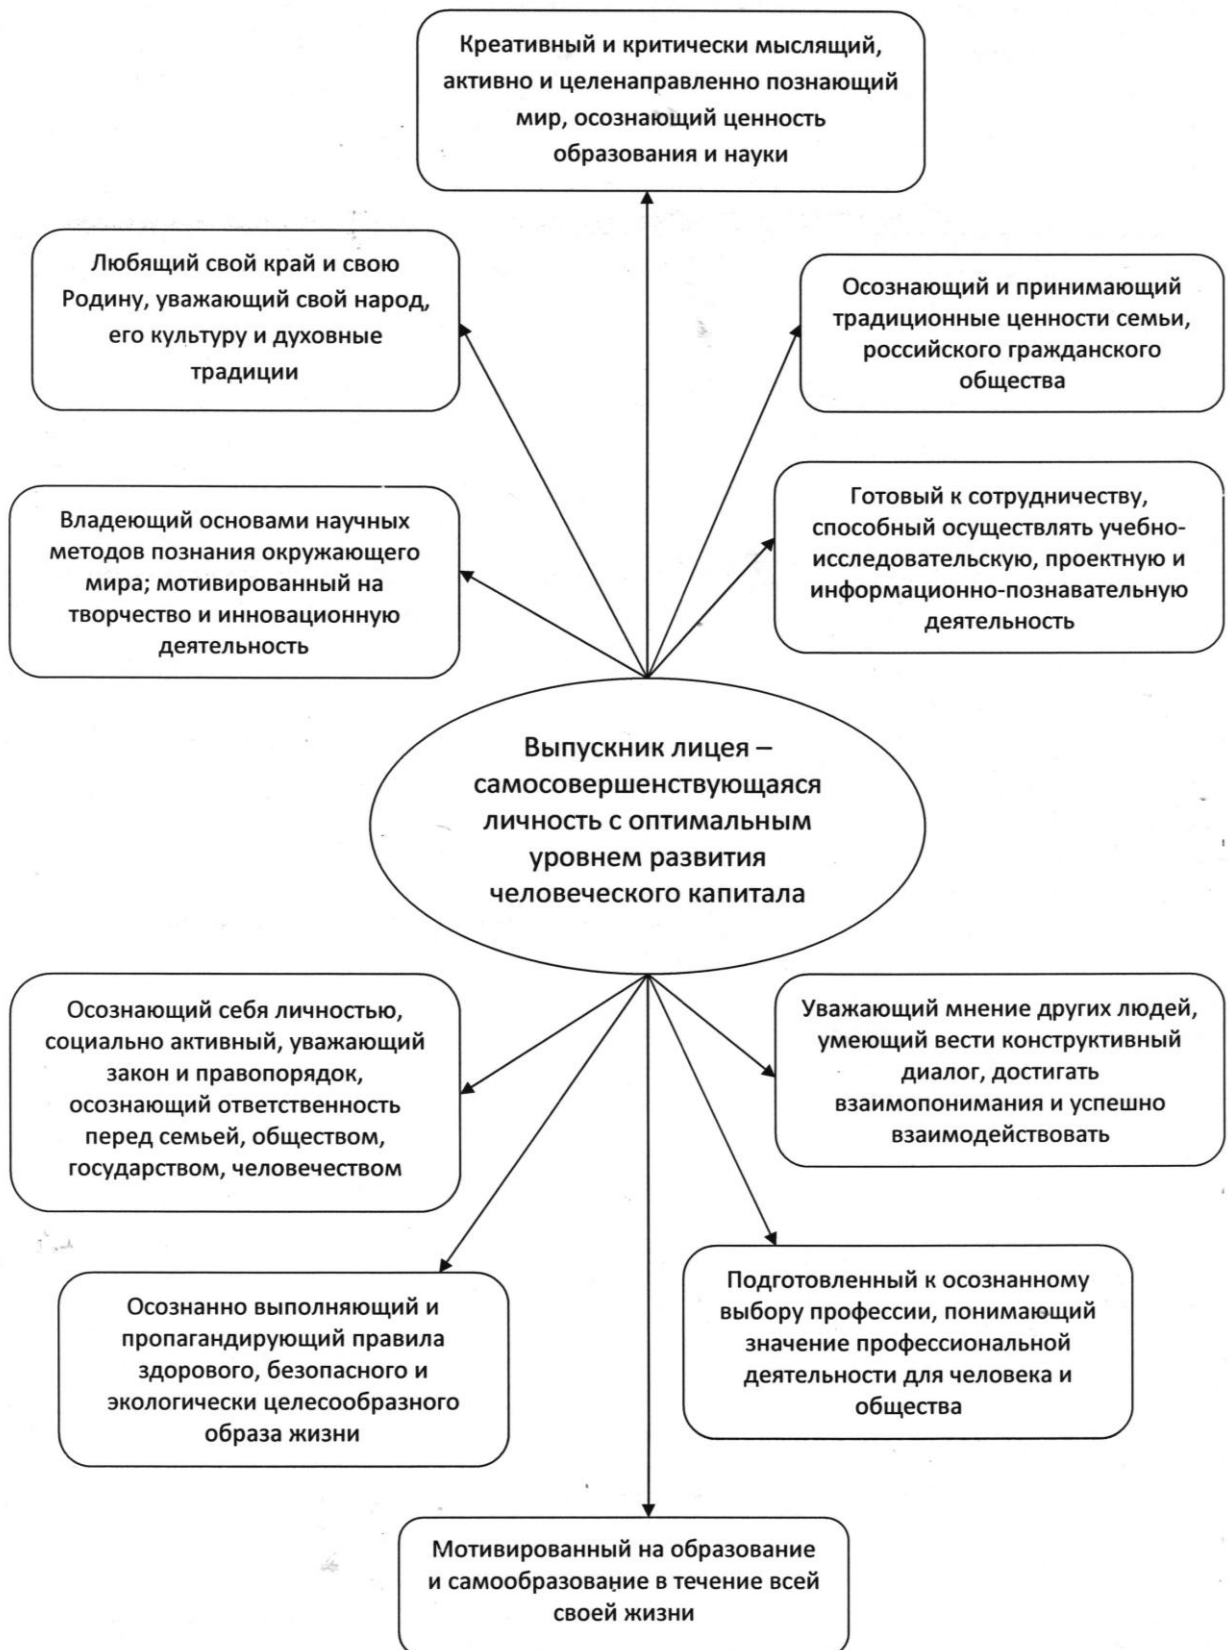 Креативный и критически мыслящий,
активно и целенаправленно познающий
мир, осознающий ценность
образования и науки
Любящий свой край и свою
Родину, уважающий свой народ,
его культуру и духовные
традиции
Осознающий и принимающий
традиционные ценности семьи,
российского гражданского
общества
Владеющий основами научных
методов познания окружающего
мира; мотивированный на
творчество и инновационную
деятельность
Готовый к сотрудничеству,
способный осуществлять учебно-
исследовательскую, проектную и
информационно-познавательную
деятельность
Выпускник лицея –
самосовершенствующаяся
личность с оптимальным
уровнем развития
человеческого капитала
Осознающий себя личностью,
социально активный, уважающий
закон и правопорядок,
осознающий ответственность
перед семьей, обществом,
государством, человечеством
Уважающий мнение других людей,
умеющий вести конструктивный
диалог, достигать
взаимопонимания и успешно
взаимодействовать
Осознанно выполняющий и
пропагандирующий правила
здорового, безопасного и
экологически целесообразного
образа жизни
Подготовленный к осознанному
выбору профессии, понимающий
значение профессиональной
деятельности для человека и
общества
Мотивированный на образование
и самообразование в течение всей
своей жизни